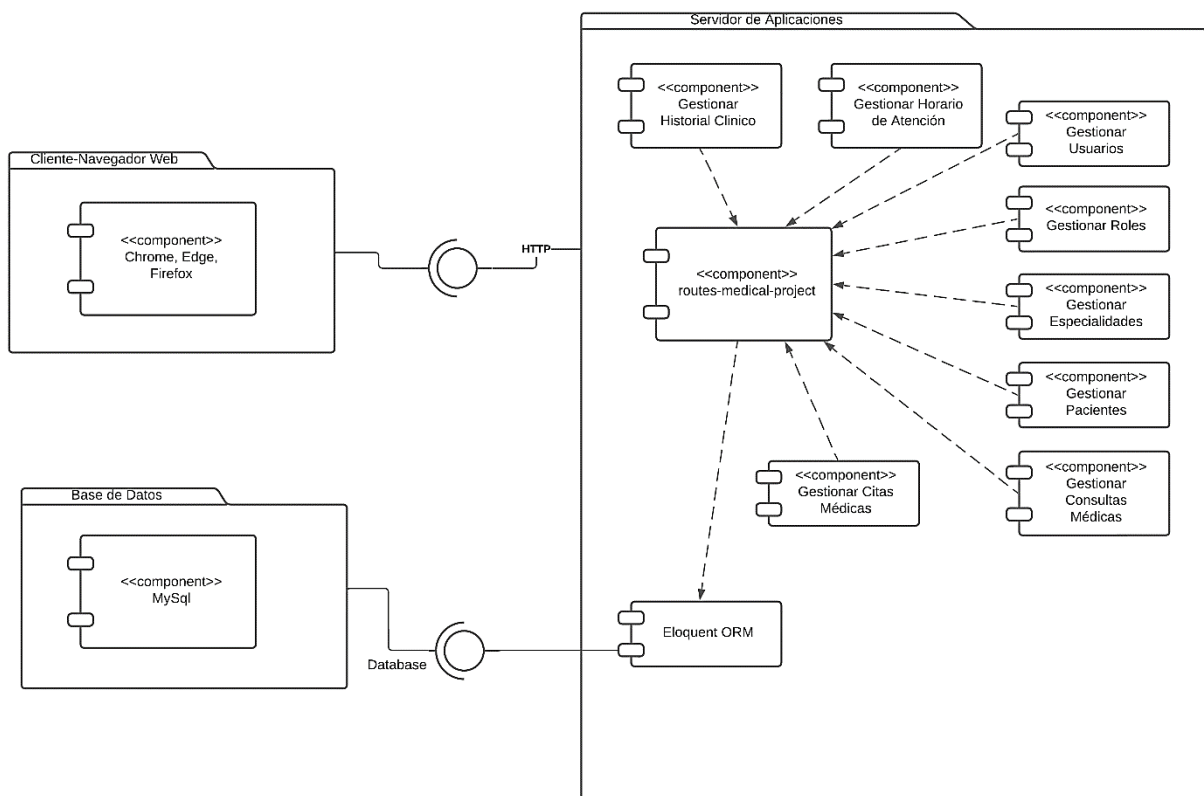 Servidor de Aplicaciones
<<component>>
Gestionar
Historial Clinico
<<component>>
Gestionar Horario
de Atención
<<component>>
Gestionar
Usuarios
Cliente-Navegador Web
<<component>>
Chrome, Edge,
Firefox
HTTP
<<component>>
routes-medical-project
<<component>>
Gestionar Roles
<<component>>
Gestionar
Especialidades
<<component>>
Gestionar
Pacientes
<<component>>
Gestionar
Consultas
Médicas
<<component>>
Gestionar Citas
Médicas
Base de Datos
<<component>>
MySql
Database
Eloquent ORM